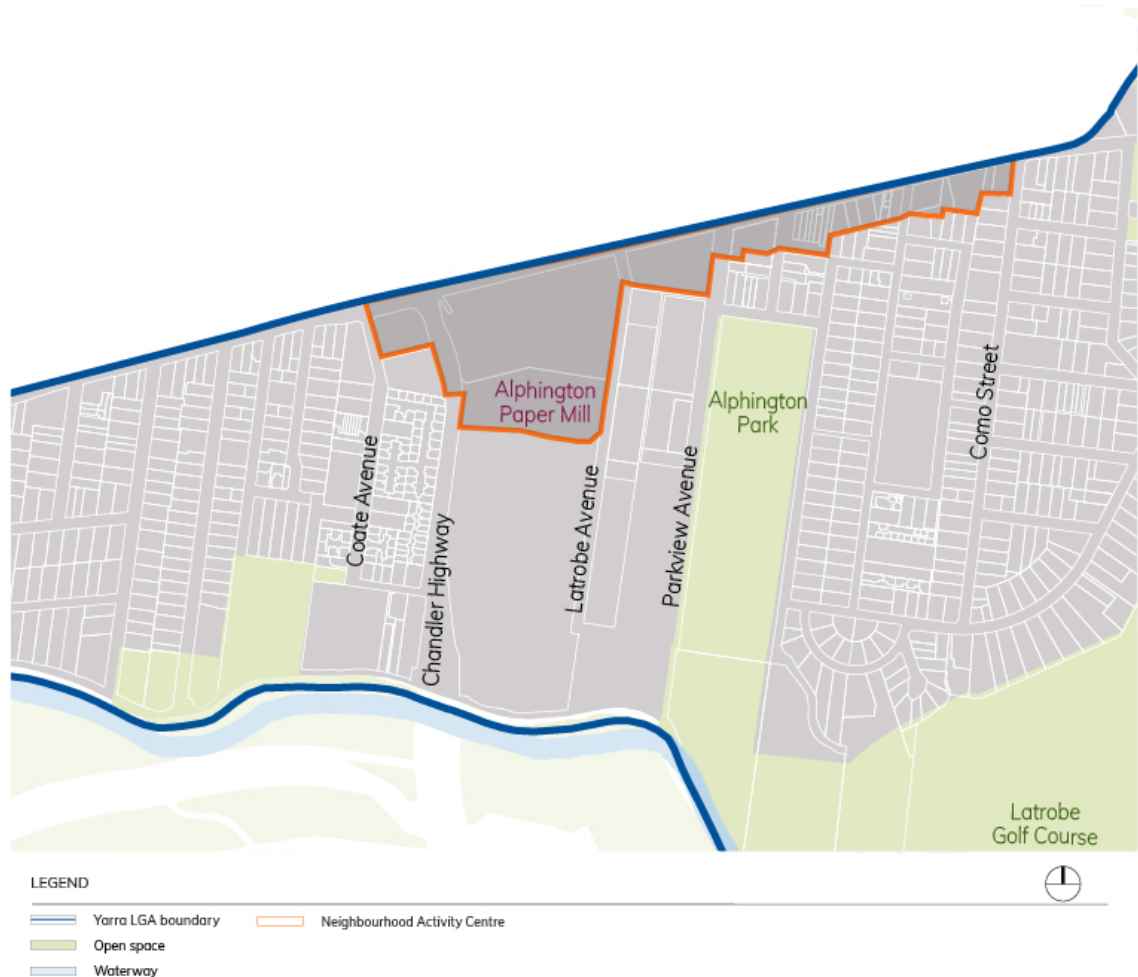 Alphington
Paper Mill
Alphington
Park
Como Street
Coate Avenue
Chandler Highway
Latrobe Avenue
Parkview Avenue
Latrobe
Golf Course
LEGEND
Yarra LGA boundary
Neighbourhood Activity Centre
Open space
Waterway